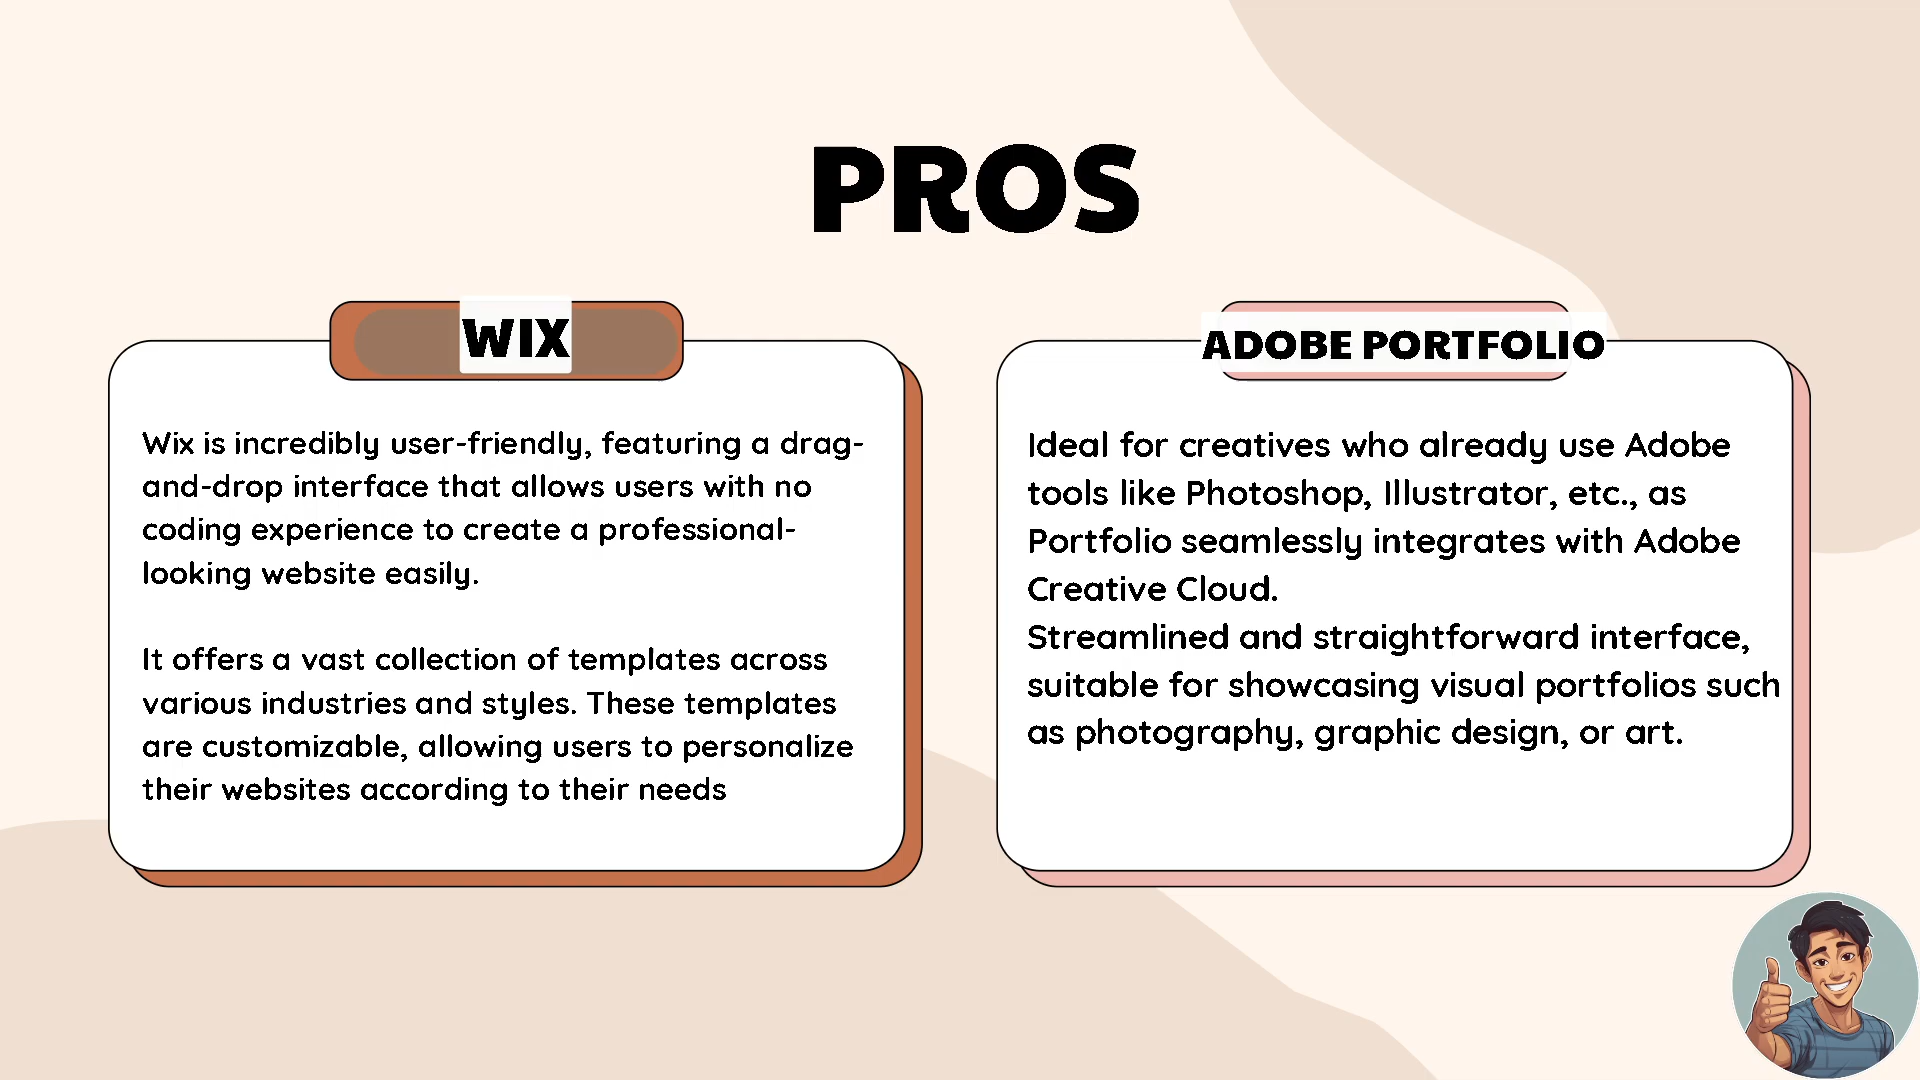 PROS
WIX
Wix is incredibly user-friendly, featuring a drag-
and-drop interface that allows users with no
coding experience to create a professional-
looking website easily.
It offers a vast collection of templates across
various industries and styles. These templates
are customizable, allowing users to personalize
their websites according to their needs
ADOBE PORTFOLIO
Ideal for creatives who already use Adobe
tools like Photoshop, Illustrator, etc., as
Portfolio seamlessly integrates with Adobe
Creative Cloud.
Streamlined and straightforward interface,
suitable for showcasing visual portfolios such
as photography, graphic design, or art.